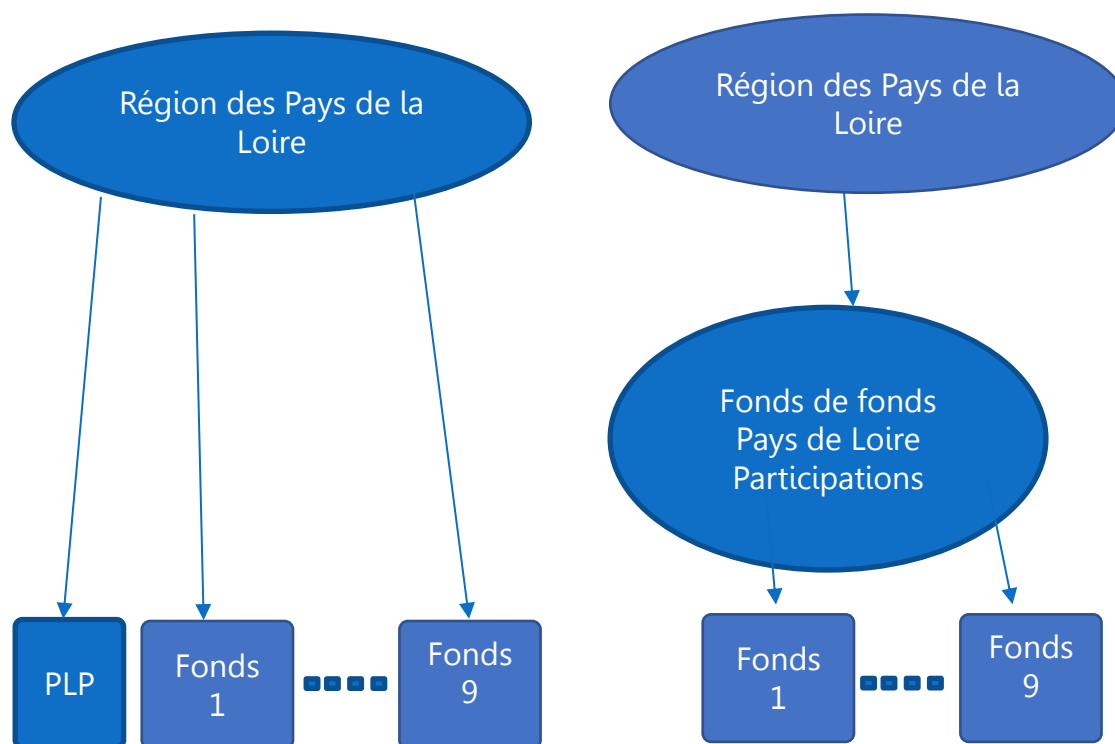 Région des Pays de la
Loire
PLP
Fonds
1
Fonds
9
Région des Pays de la
Loire
Fonds de fonds
Pays de Loire
Participations
Fonds
1
Fonds
9